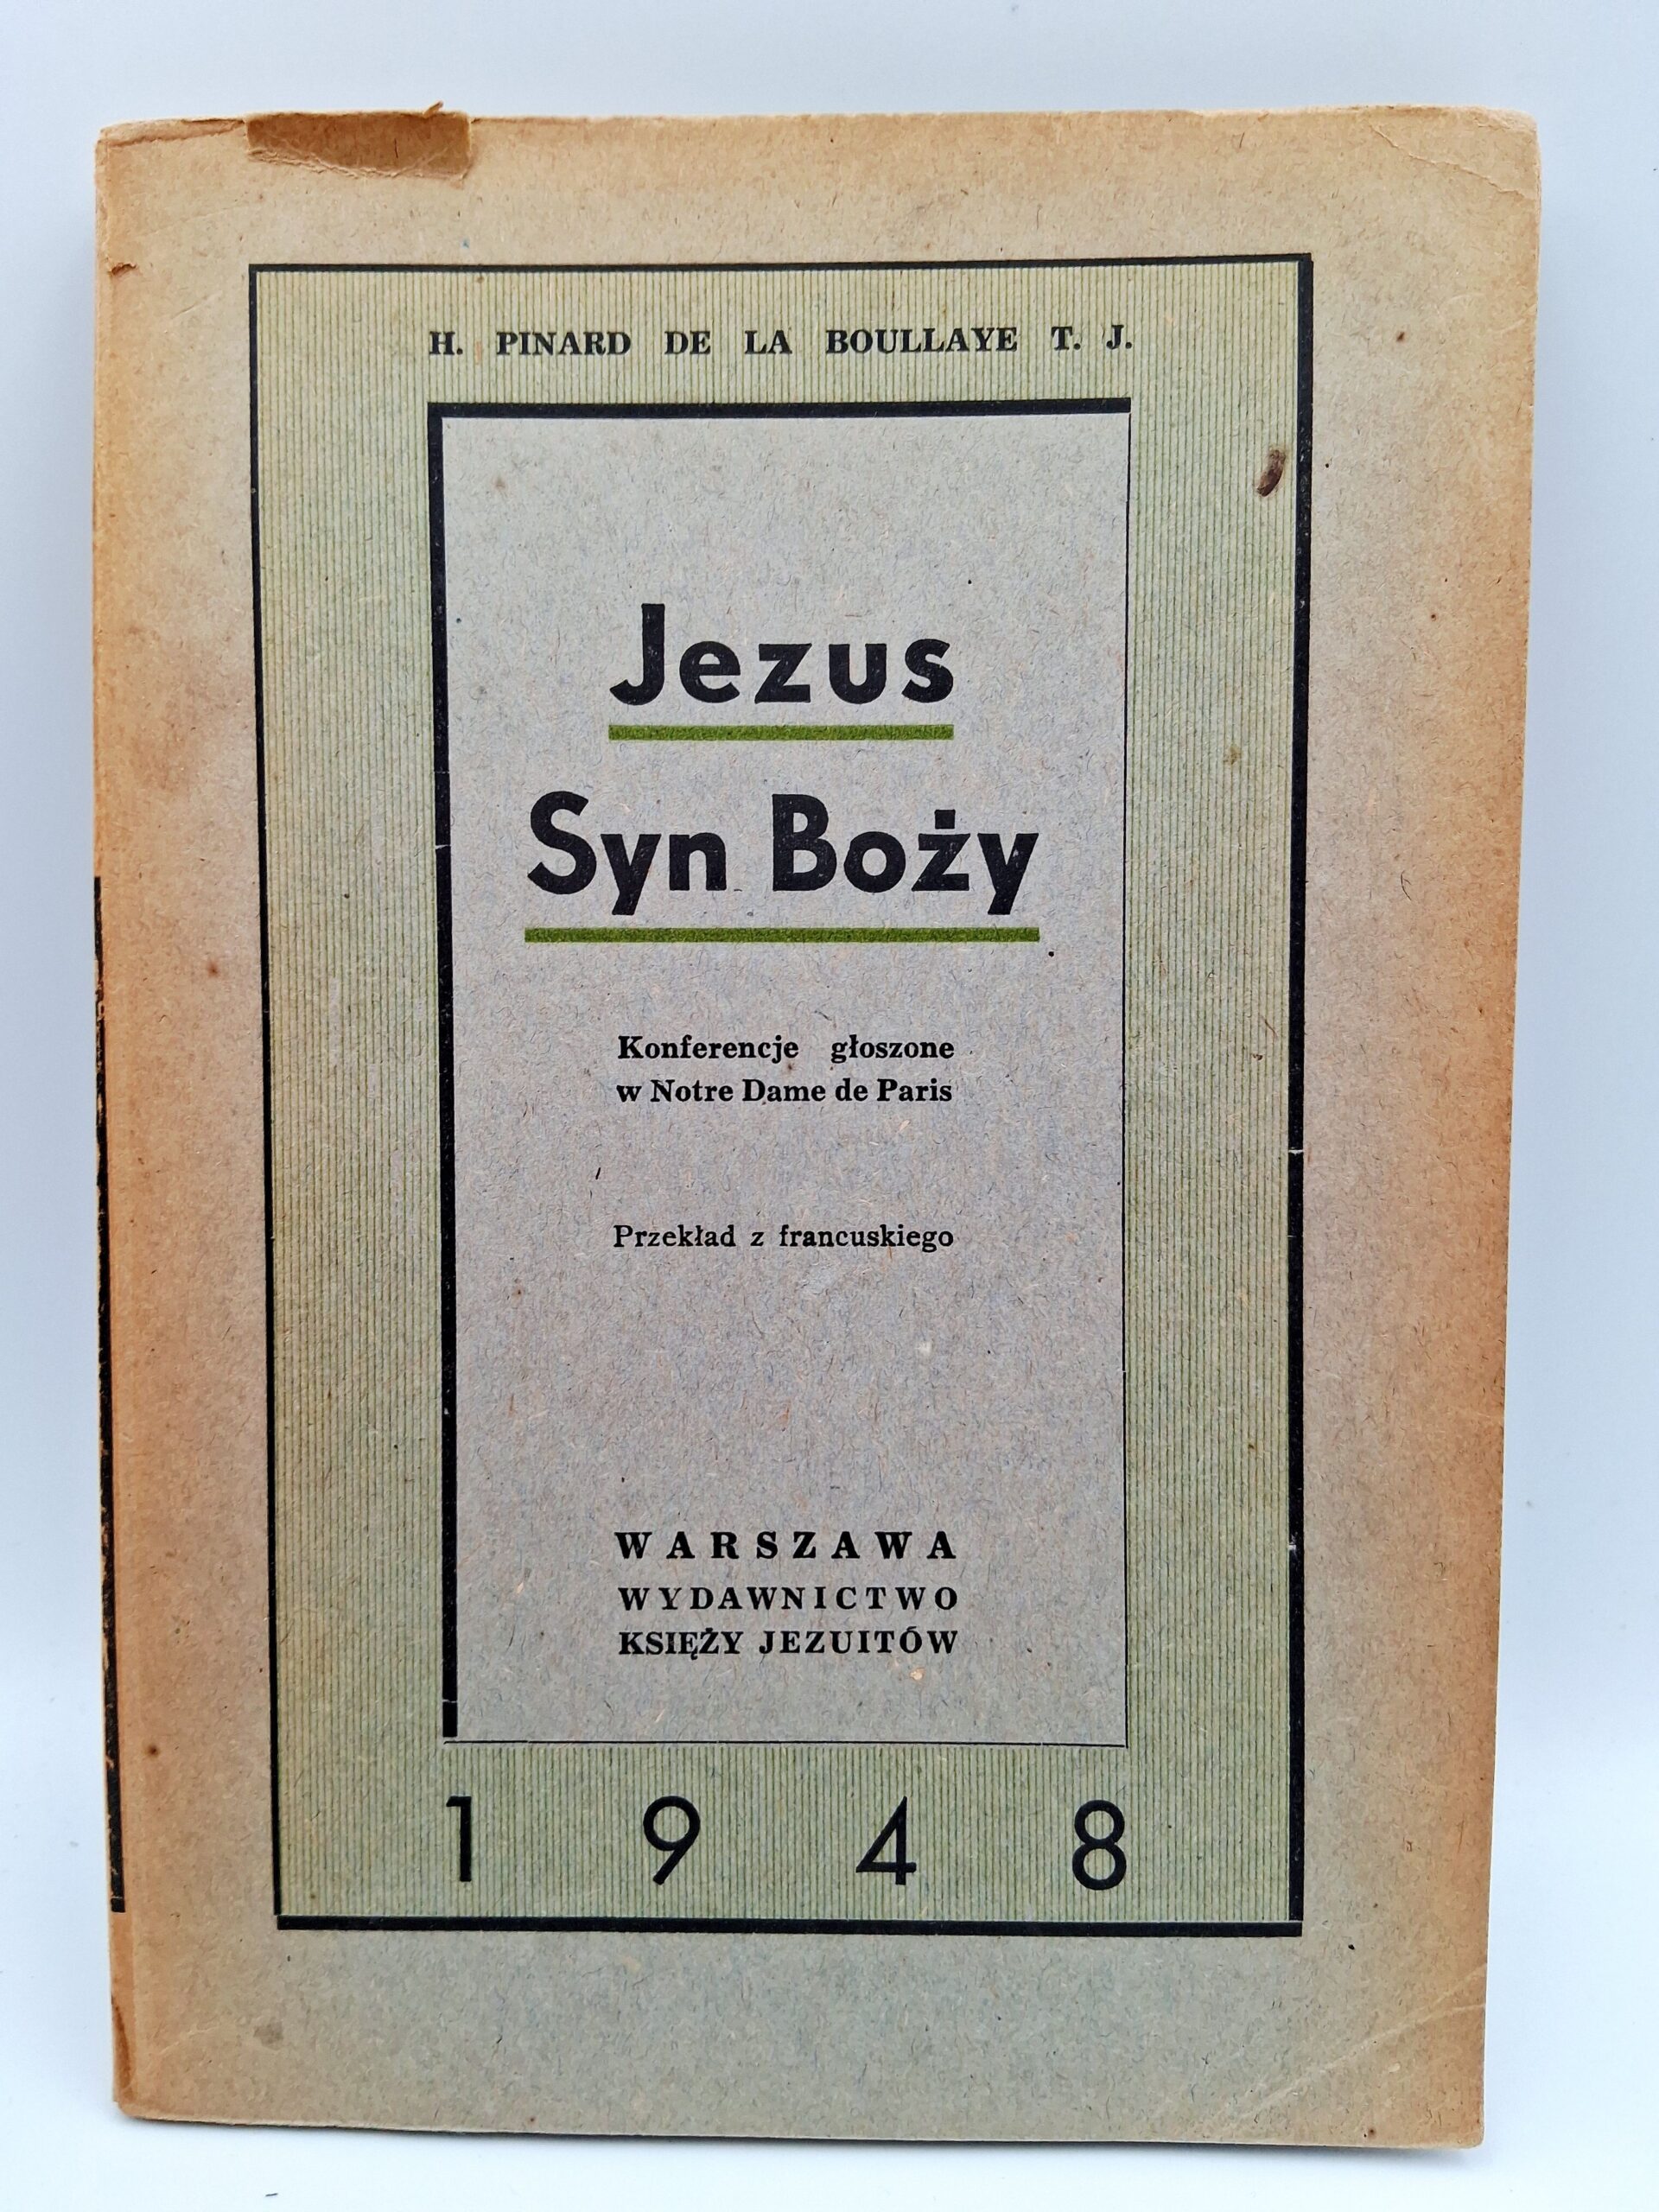 H. PINARD DE LA BOULLAYE T. J.
Jezus
Syn Boży
Konferencje głoszone
w Notre Dame de Paris
Przekład z francuskiego
WARSZAWA
WYDAWNICTWO
KSIĘŻY JEZUITÓW
1948